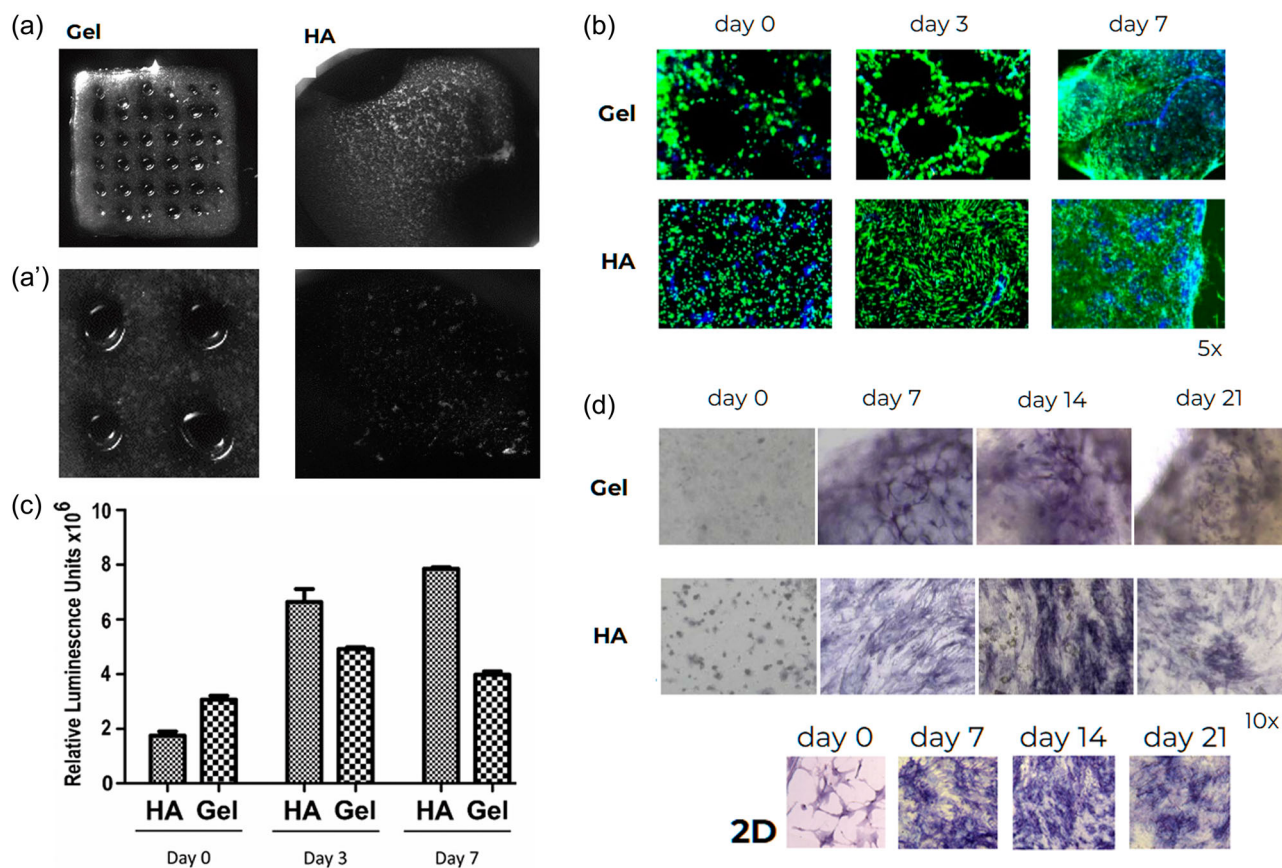 (a)
Gel
HA
(a')
(b)
day 0
day 3
day 7
Gel
HA
5x
(c)
Relative Luminescnce Units x10^6
10
8
6
4
2
0
HA Gel HA Gel HA Gel
Day 0 Day 3 Day 7
(d)
day 0
day 7
day 14
day 21
Gel
HA
10x
day 0
day 7
day 14
day 21
2D